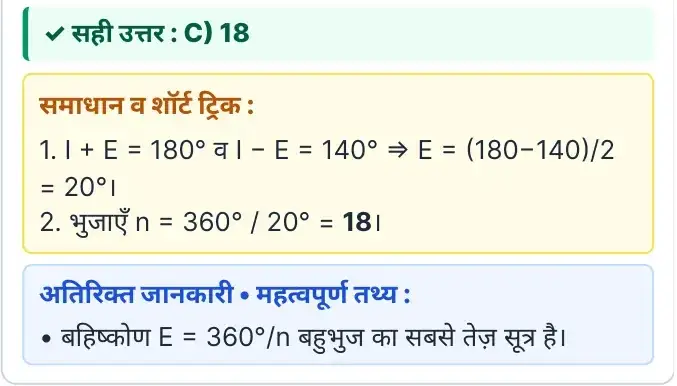 ✓ सही उत्तर : C) 18
समाधान व शॉर्ट ट्रिक :
1. I + E = 180° व I − E = 140° ⇒ E = (180−140)/2
= 20°।
2. भुजाएँ n = 360° / 20° = 18।
अतिरिक्त जानकारी • महत्वपूर्ण तथ्य :
• बहिष्कोण E = 360°/n बहुभुज का सबसे तेज़ सूत्र है।